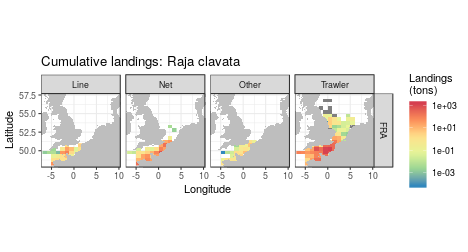 Cumulative landings: Raja clavata
Line Net Other Trawler
FRA
57.5
55.0
52.5
50.0
Latitude
-5 0 5 10 -5 0 5 10 -5 0 5 10 -5 0 5 10
Longitude
Landings
(tons)
1e+03
1e+01
1e-01
1e-03